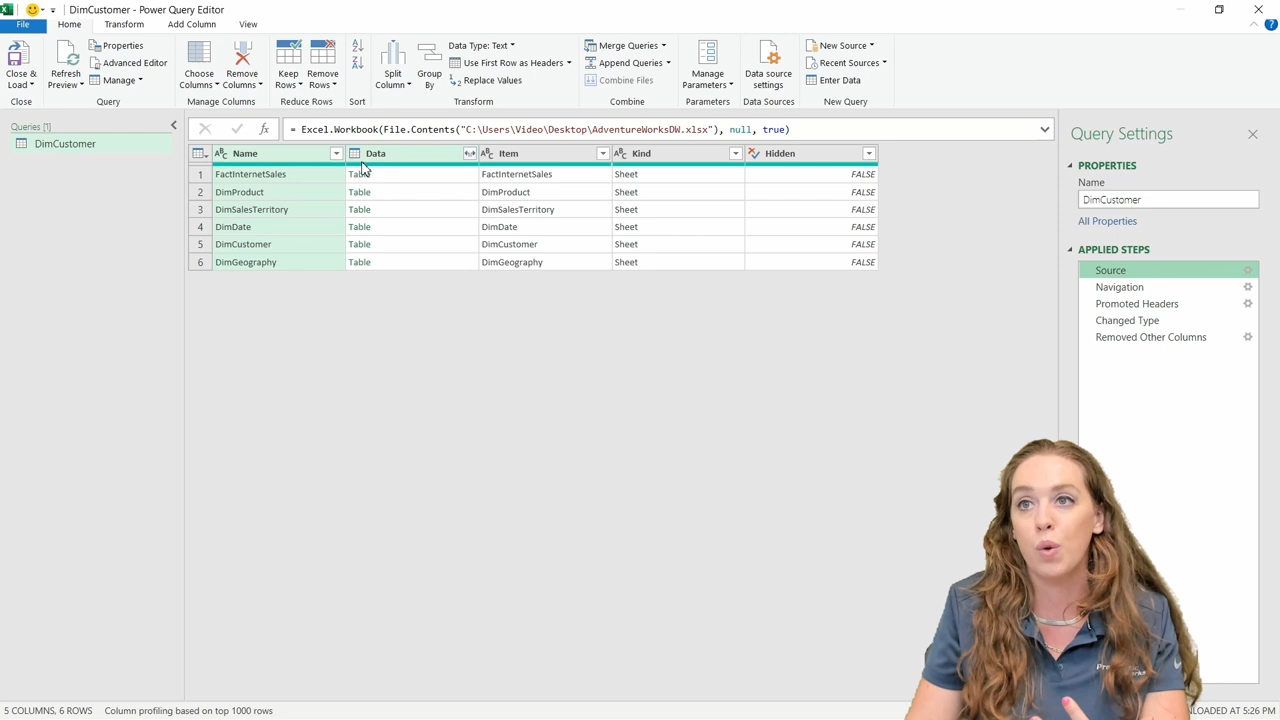 DimCustomer - Power Query Editor
File Home Transform Add Column View
Close & Load Close
Refresh Preview Properties Advanced Editor Manage Query
Choose Columns Remove Columns Manage Columns
Keep Rows Remove Rows Reduce Rows
Sort
Split Column Group By Data Type: Text Use First Row as Headers Replace Values Transform
Merge Queries Append Queries Combine Files Combine
Manage Parameters Parameters
Data source settings Data Sources
New Source Recent Sources Enter Data New Query
Queries [1]
DimCustomer
fx = Excel.Workbook(File.Contents("C:\Users\Video\Desktop\AdventureWorksDW.xlsx"), null, true)
Name Data Item Kind Hidden
1 FactInternetSales Table FactInternetSales Sheet FALSE
2 DimProduct Table DimProduct Sheet FALSE
3 DimSalesTerritory Table DimSalesTerritory Sheet FALSE
4 DimDate Table DimDate Sheet FALSE
5 DimCustomer Table DimCustomer Sheet FALSE
6 DimGeography Table DimGeography Sheet FALSE
Query Settings
PROPERTIES
Name
DimCustomer
All Properties
APPLIED STEPS
Source
Navigation
Promoted Headers
Changed Type
Removed Other Columns
5 COLUMNS, 6 ROWS Column profiling based on top 1000 rows
AT 5:26 PM